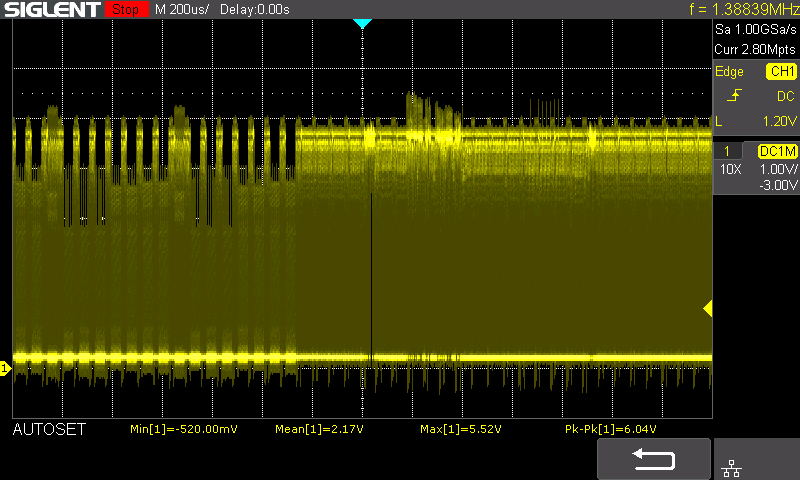 SIGLENT Stop M 200us/ Delay:0.00s f = 1.38839MHz
Sa 1.00GSa/s
Curr 2.80Mpts
Edge CH1
DC
L 1.20V
1 DC1M
10X 1.00V/
-3.00V
1
AUTOSET Min[1]=-520.00mV Mean[1]=2.17V Max[1]=5.52V Pk-Pk[1]=6.04V